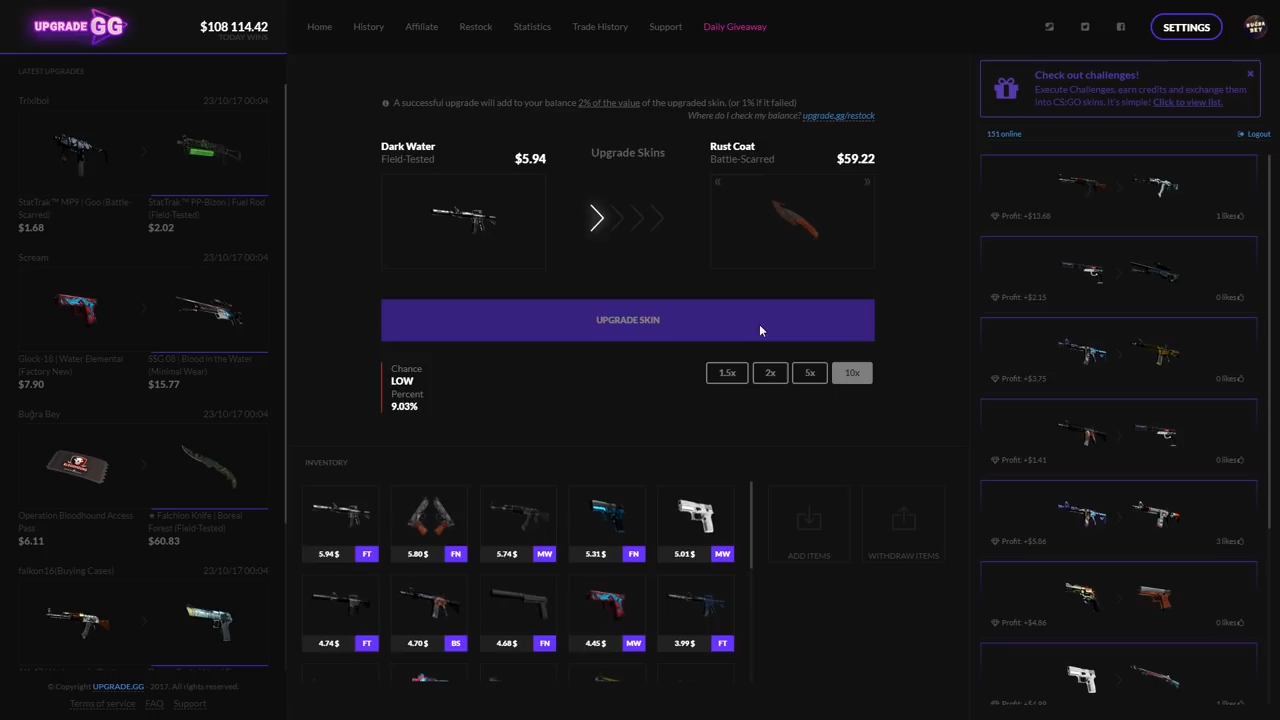 UPGRADE GG
$108 114.42
TODAY WINS
Home
History
Affiliate
Restock
Statistics
Trade History
Support
Daily Giveaway
SETTINGS
LATEST UPGRADES
Trixiboi
23/10/17 00:04
StatTrak™ MP9 | Goo (Battle-
Scarred)
$1.68
StatTrak™ PP-Bizon | Fuel Rod
(Field-Tested)
$2.02
Scream
23/10/17 00:04
Glock-18 | Water Elemental
(Factory New)
$7.90
SSG 08 | Blood in the Water
(Minimal Wear)
$15.77
Buğra Bey
23/10/17 00:04
Operation Bloodhound Access
Pass
$6.11
★ Falchion Knife | Boreal
Forest (Field-Tested)
$60.83
falkon16(Buying Cases)
23/10/17 00:04
© Copyright UPGRADE.GG - 2017. All rights reserved.
Terms of service
FAQ
Support
A successful upgrade will add to your balance 2% of the value of the upgraded skin. (or 1% if it failed)
Where do I check my balance? upgrade.gg/restock
Dark Water
Field-Tested
$5.94
Upgrade Skins
Rust Coat
Battle-Scarred
$59.22
UPGRADE SKIN
Chance
LOW
Percent
9.03%
1.5x
2x
5x
10x
INVENTORY
5.94 $ FT
5.80 $ FN
5.74 $ MW
5.31 $ FN
5.01 $ MW
4.74 $ FT
4.70 $ BS
4.68 $ FN
4.45 $ MW
3.99 $ FT
ADD ITEMS
WITHDRAW ITEMS
Check out challenges!
Execute Challenges, earn credits and exchange them
into CS:GO skins. It's simple! Click to view list.
151 online
Logout
Profit: +$13.68
1 likes
Profit: +$2.15
0 likes
Profit: +$3.75
0 likes
Profit: +$1.41
0 likes
Profit: +$5.86
3 likes
Profit: +$4.86
0 likes